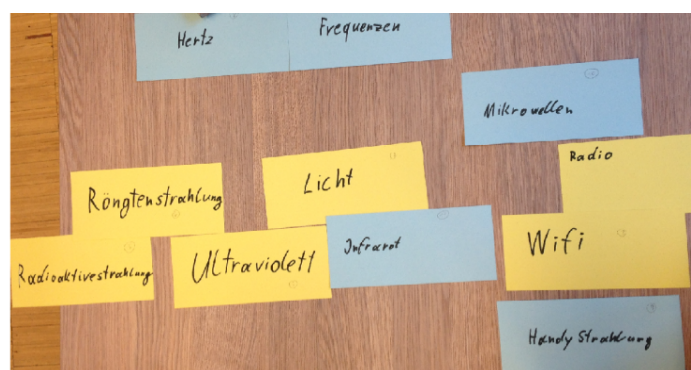 Hertz
Frequenzen
Mikrowellen
Radio
Licht
Röngtenstrahlung
Wifi
Infrarot
Ultraviolett
Radioaktivestrahlung
Handy Strahlung